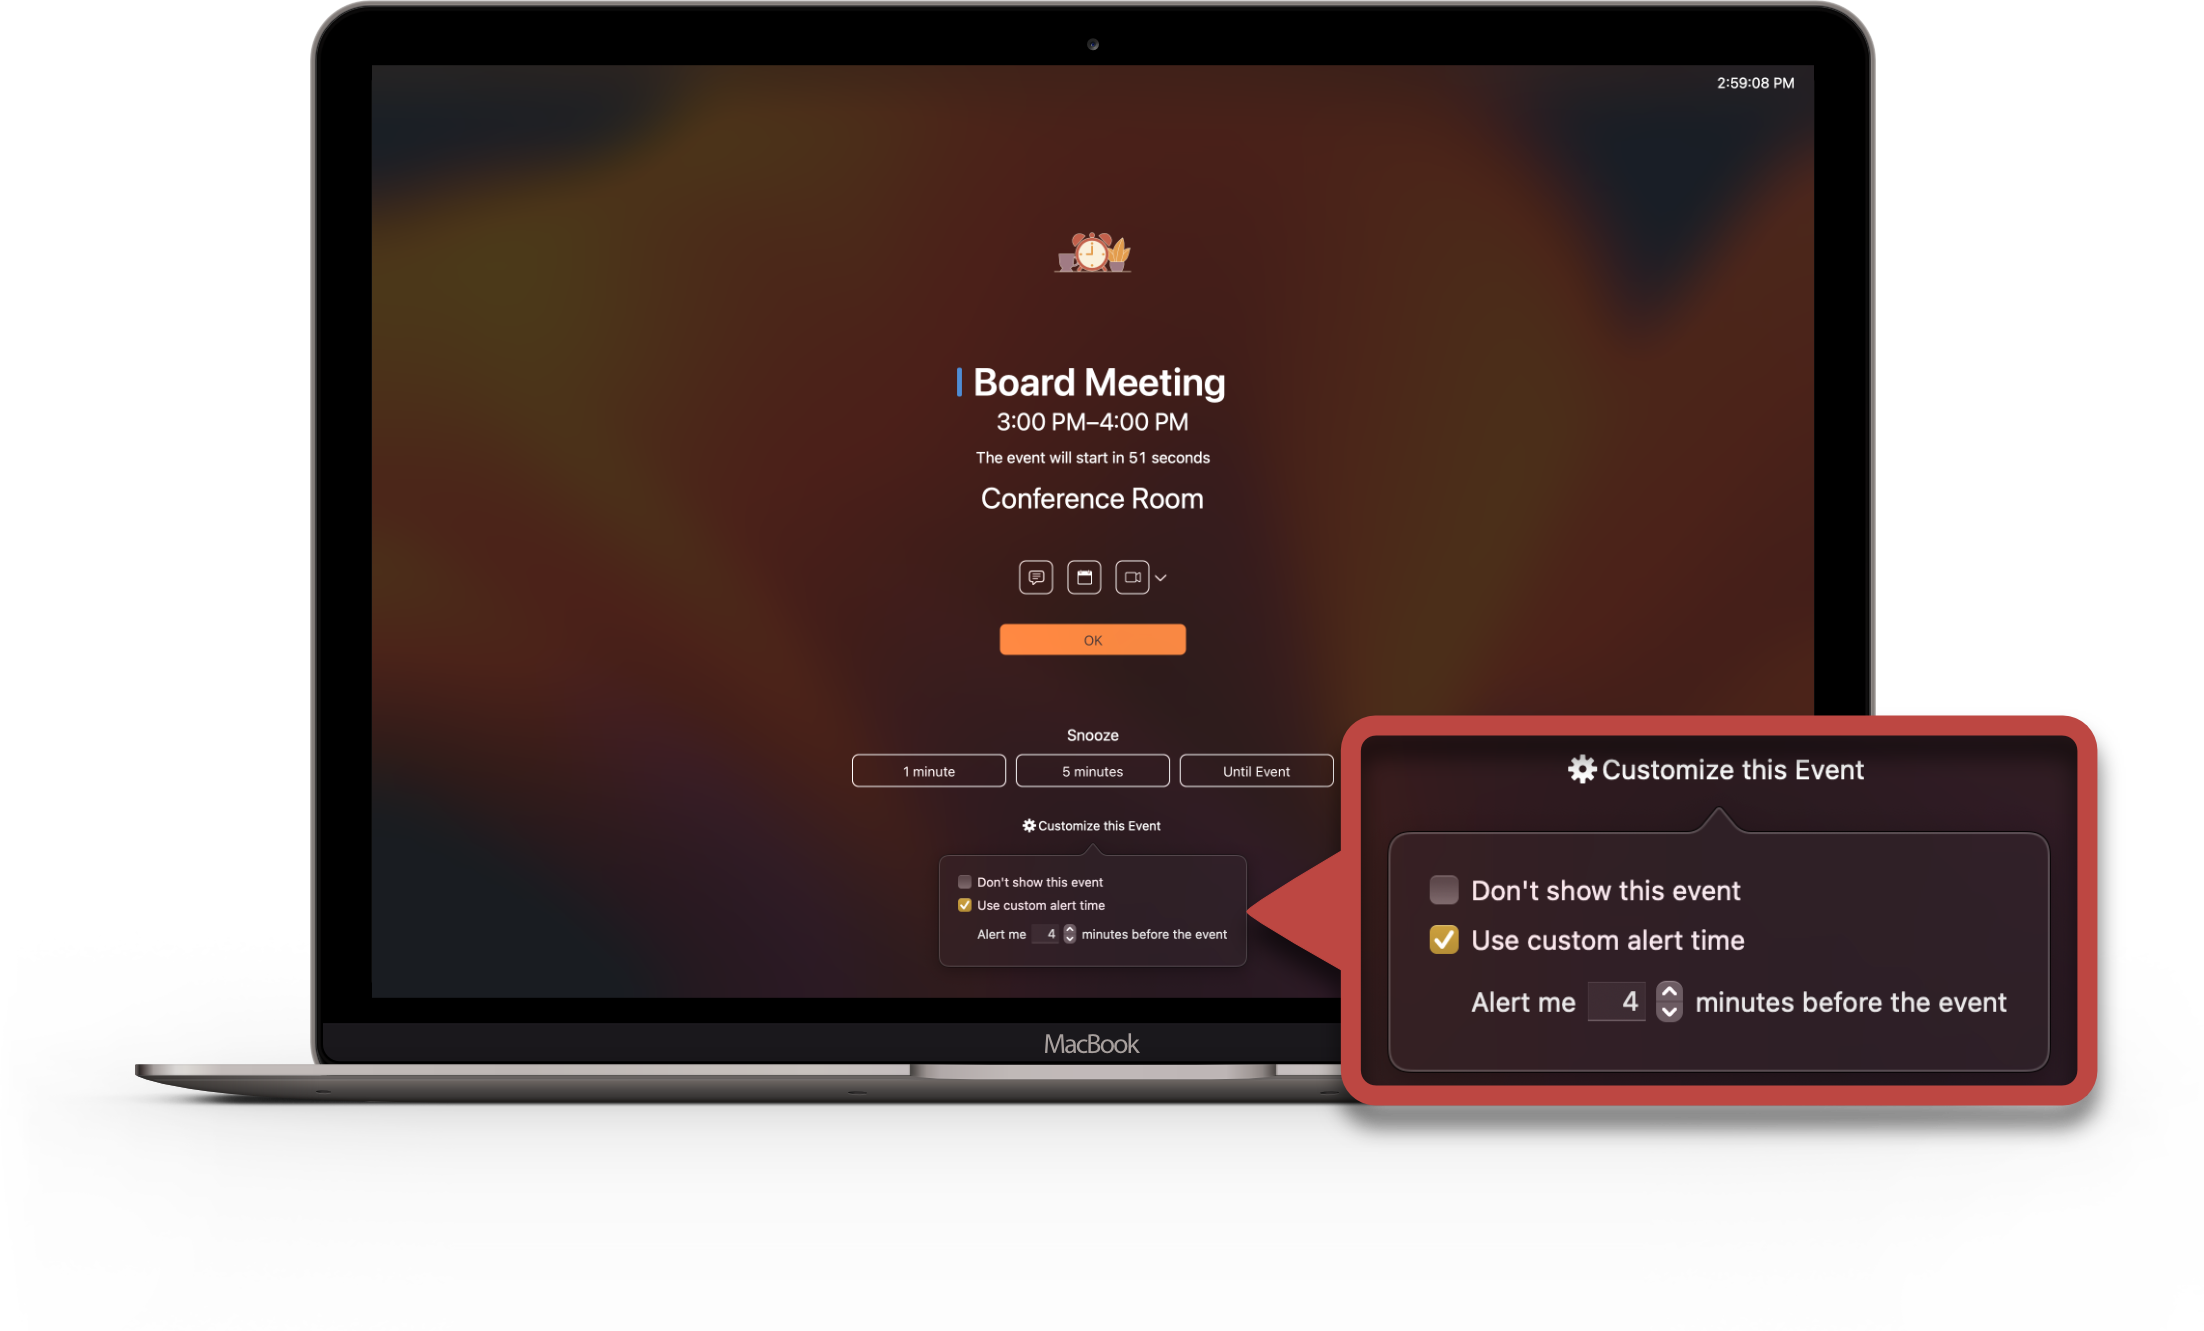 2:59:08 PM
Board Meeting
3:00 PM–4:00 PM
The event will start in 51 seconds
Conference Room
OK
Snooze
1 minute
5 minutes
Until Event
Customize this Event
Don't show this event
Use custom alert time
Alert me 4 minutes before the event
MacBook
Customize this Event
Don't show this event
Use custom alert time
Alert me 4 minutes before the event